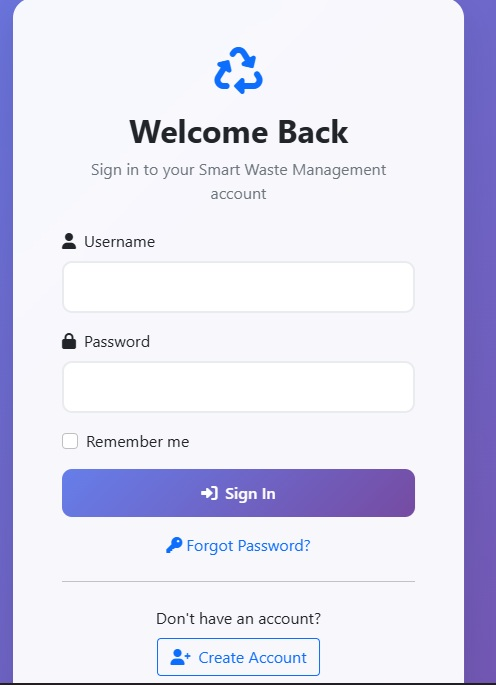 Welcome Back
Sign in to your Smart Waste Management
account
Username
Password
Remember me
Sign In
Forgot Password?
Don't have an account?
Create Account